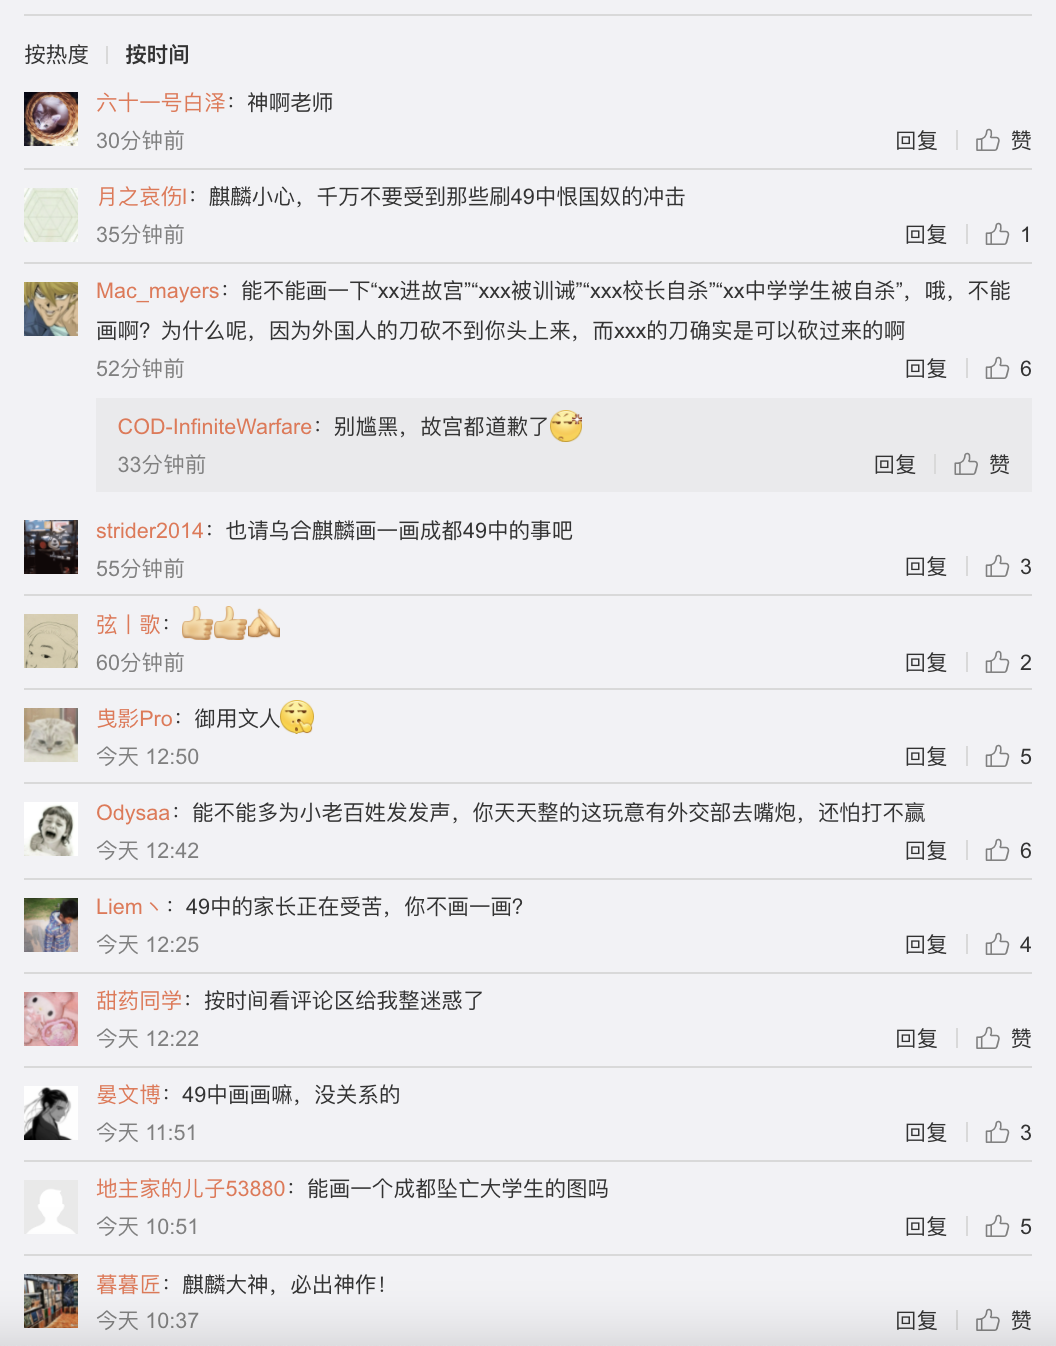 按热度 | 按时间
六十一号白泽：神啊老师
30分钟前 回复 赞
月之哀伤l：麒麟小心，千万不要受到那些刷49中恨国奴的冲击
35分钟前 回复 1
Mac_mayers：能不能画一下“xx进故宫”“xxx被训诫”“xxx校长自杀”“xx中学学生被自杀”，哦，不能
画啊？为什么呢，因为外国人的刀砍不到你头上来，而xxx的刀确实是可以砍过来的啊
52分钟前 回复 6
COD-InfiniteWarfare：别尴黑，故宫都道歉了
33分钟前 回复 赞
strider2014：也请乌合麒麟画一画成都49中的事吧
55分钟前 回复 3
弦丨歌：
60分钟前 回复 2
曳影Pro：御用文人
今天 12:50 回复 5
Odysaa：能不能多为小老百姓发发声，你天天整的这玩意有外交部去嘴炮，还怕打不赢
今天 12:42 回复 6
Liem丶：49中的家长正在受苦，你不画一画？
今天 12:25 回复 4
甜药同学：按时间看评论区给我整迷惑了
今天 12:22 回复 赞
晏文博：49中画画嘛，没关系的
今天 11:51 回复 3
地主家的儿子53880：能画一个成都坠亡大学生的图吗
今天 10:51 回复 5
暮暮匠：麒麟大神，必出神作！
今天 10:37 回复 赞